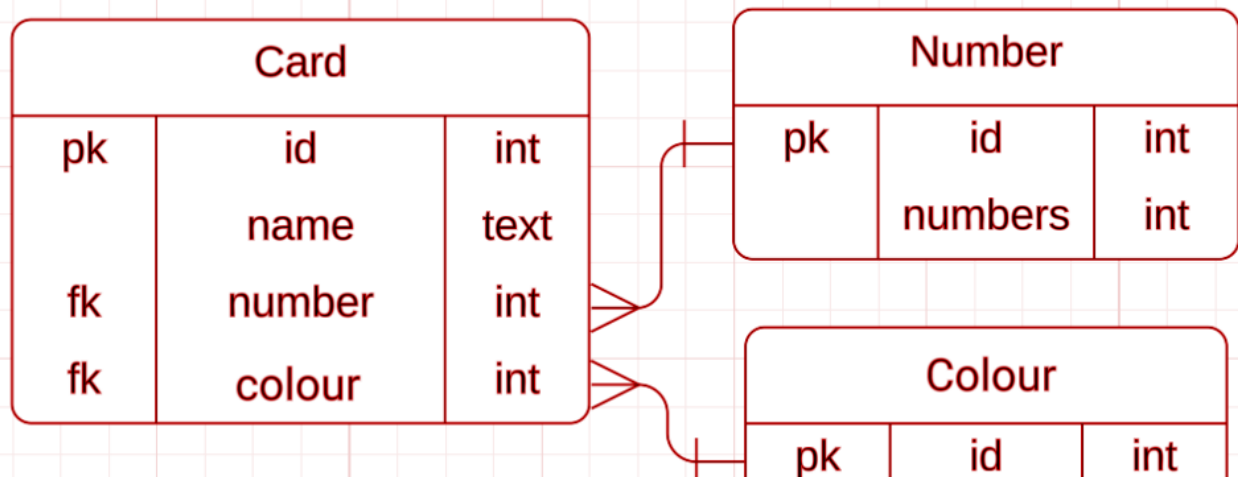 Card
pk id int
name text
fk number int
fk colour int
Number
pk id int
numbers int
Colour
pk id int